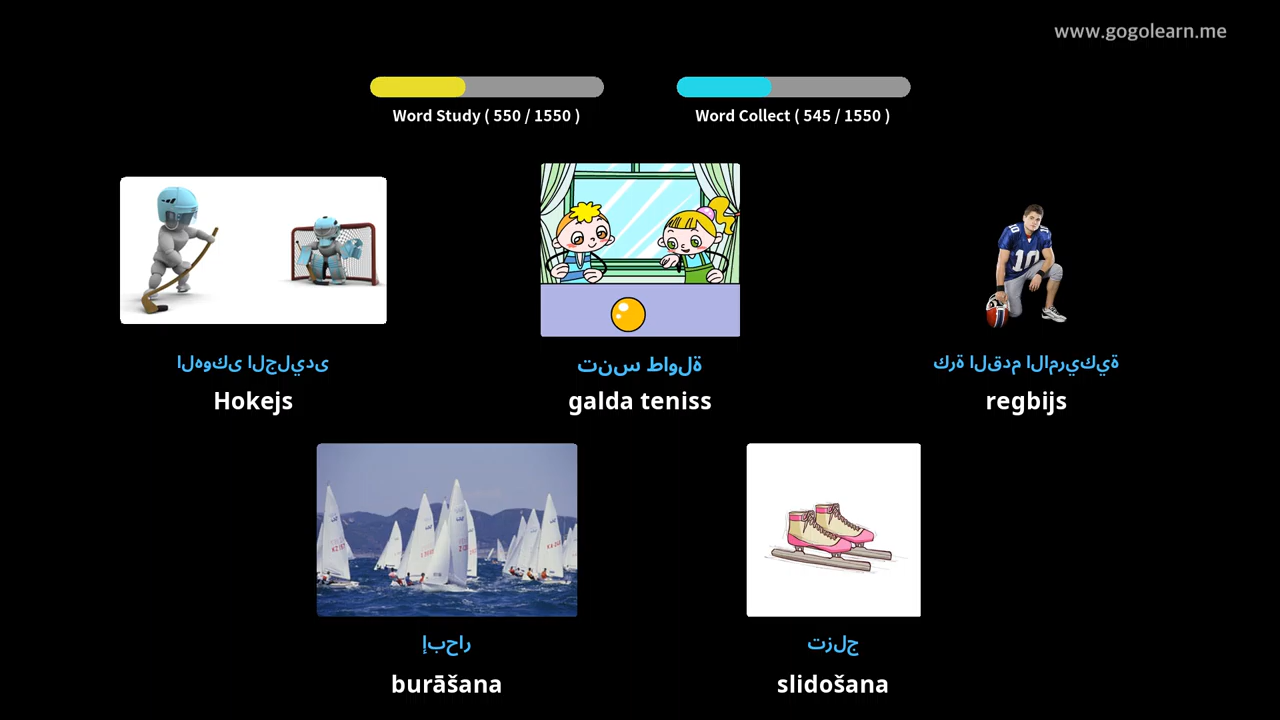 www.gogolearn.me
Word Study ( 550 / 1550 )
Word Collect ( 545 / 1550 )
10
الهوكى الجليدى
تنس طاولة
كرة القدم الامريكية
Hokejs
galda teniss
regbijs
إبحار
تزلج
burāšana
slidošana